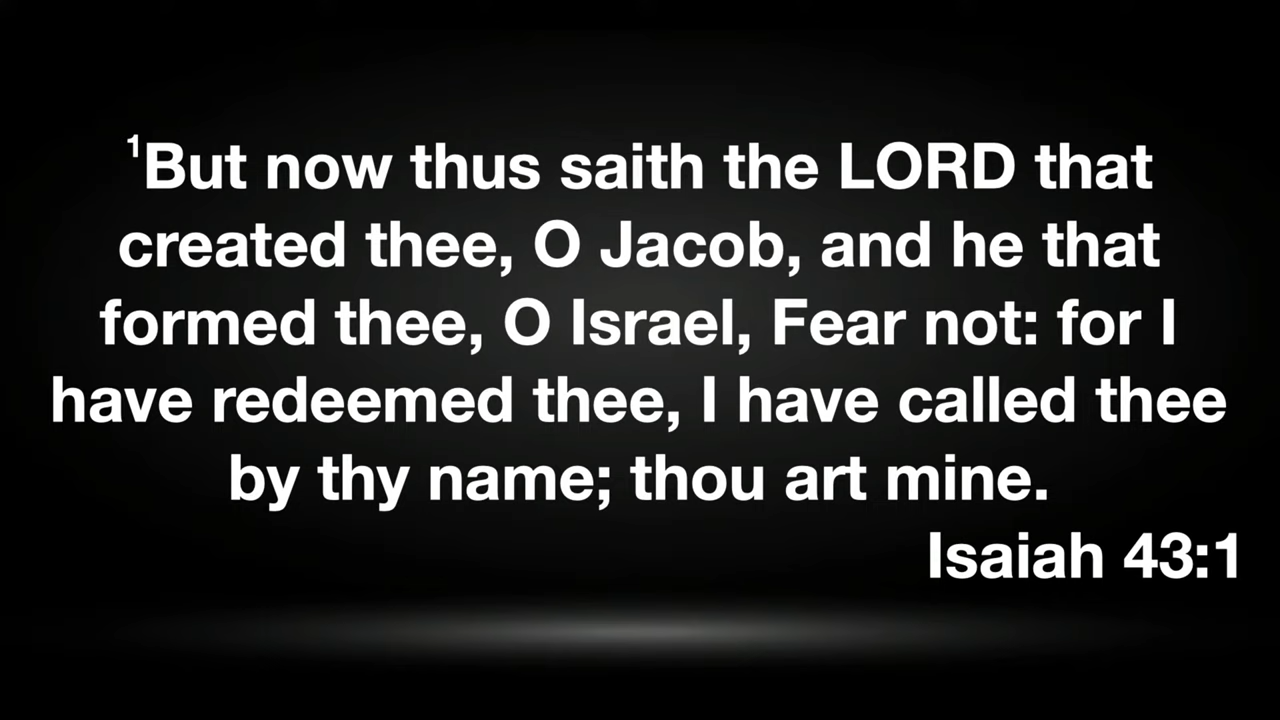 ¹But now thus saith the LORD that
created thee, O Jacob, and he that
formed thee, O Israel, Fear not: for I
have redeemed thee, I have called thee
by thy name; thou art mine.
Isaiah 43:1